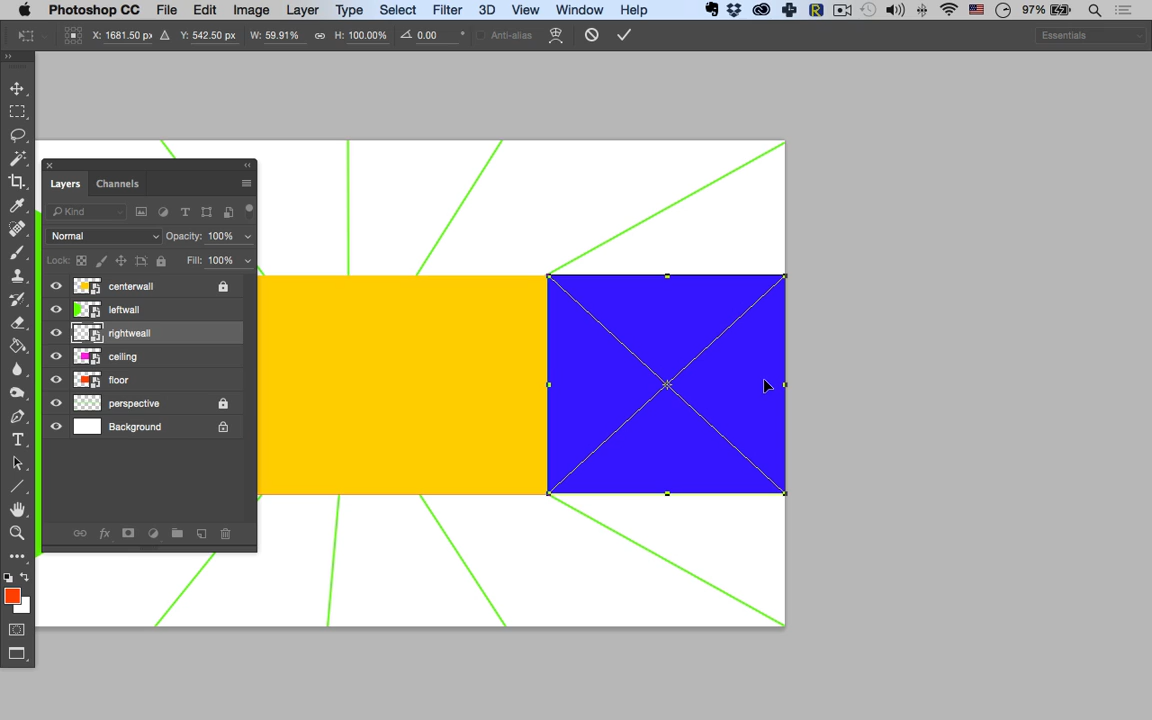 Photoshop CC File Edit Image Layer Type Select Filter 3D View Window Help 97%
X: 1681.50 px Y: 542.50 px W: 59.91% H: 100.00% 0.00 ° Anti-alias Essentials
Layers Channels
Kind
Normal Opacity: 100%
Lock: Fill: 100%
centerwall
leftwall
rightweall
ceiling
floor
perspective
Background